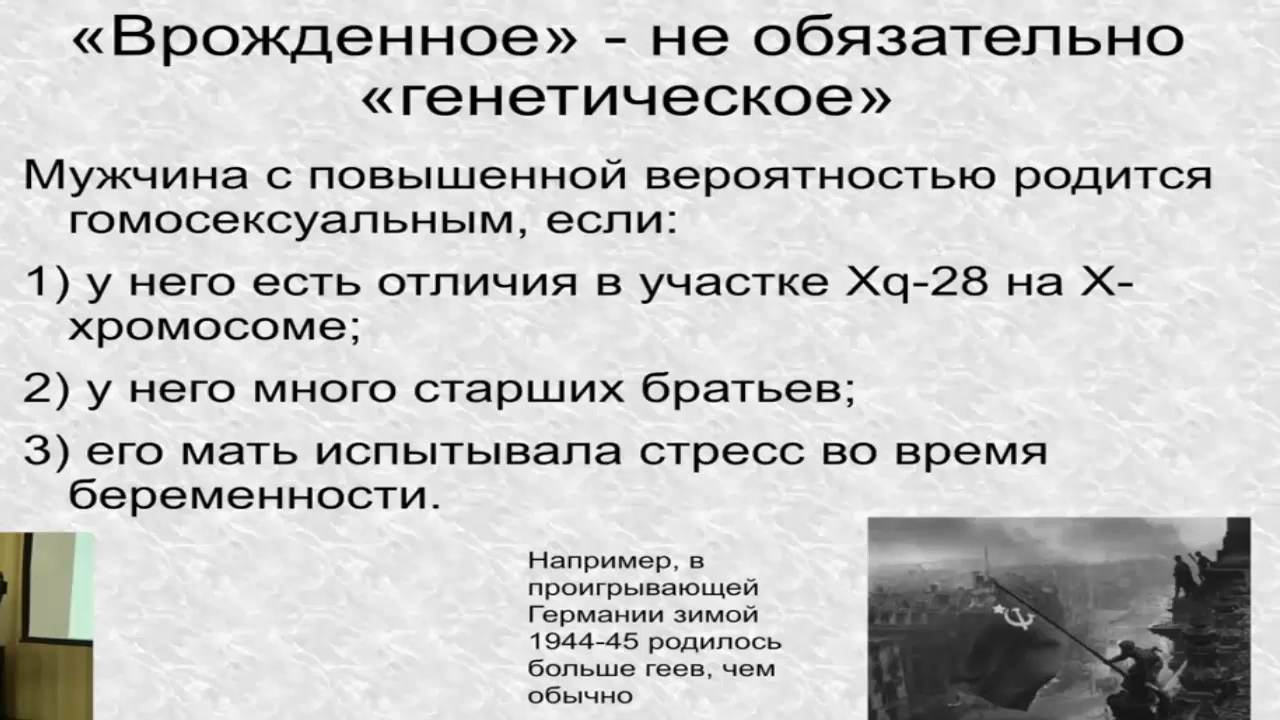 «Врожденное» - не обязательно
«генетическое»
Мужчина с повышенной вероятностью родится
гомосексуальным, если:
1) у него есть отличия в участке Xq-28 на X-
хромосоме;
2) у него много старших братьев;
3) его мать испытывала стресс во время
беременности.
Например, в
проигрывающей
Германии зимой
1944-45 родилось
больше геев, чем
обычно